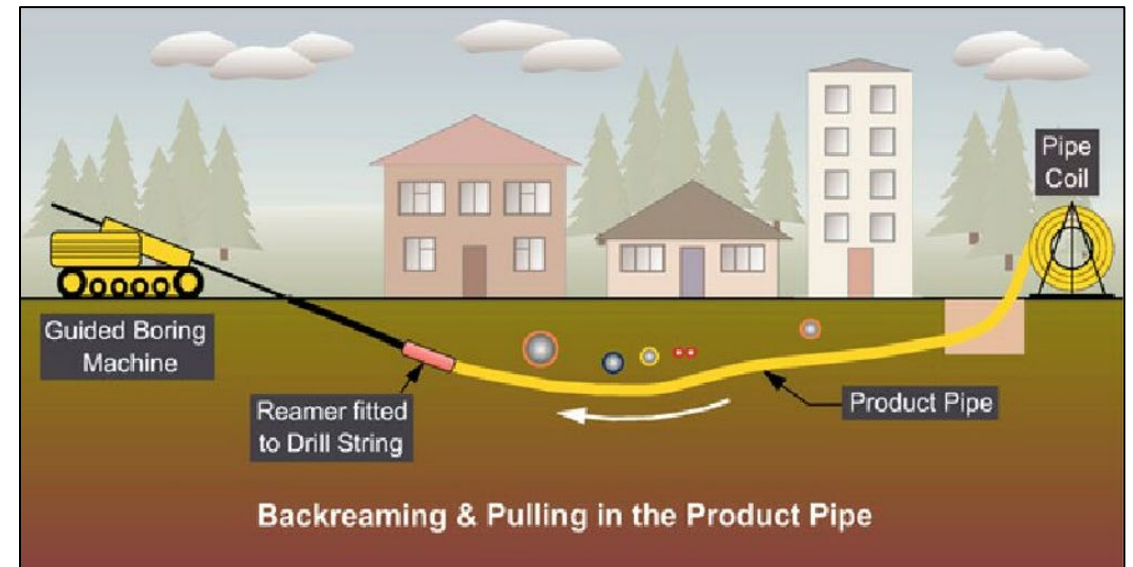 Pipe
Coil
Guided Boring
Machine
Reamer fitted
to Drill String
Product Pipe
Backreaming & Pulling in the Product Pipe